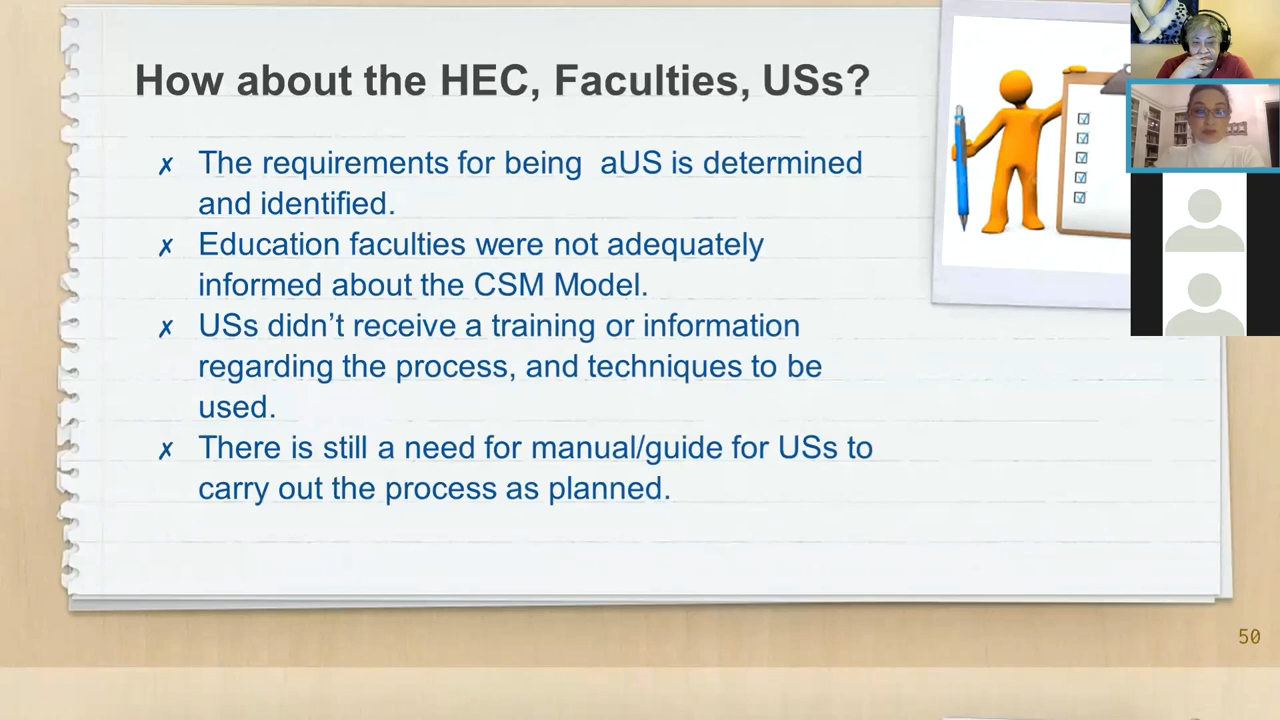 How about the HEC, Faculties, USs?
✗ The requirements for being  aUS is determined
and identified.
✗ Education faculties were not adequately
informed about the CSM Model.
✗ USs didn’t receive a training or information
regarding the process, and techniques to be
used.
✗ There is still a need for manual/guide for USs to
carry out the process as planned.
50